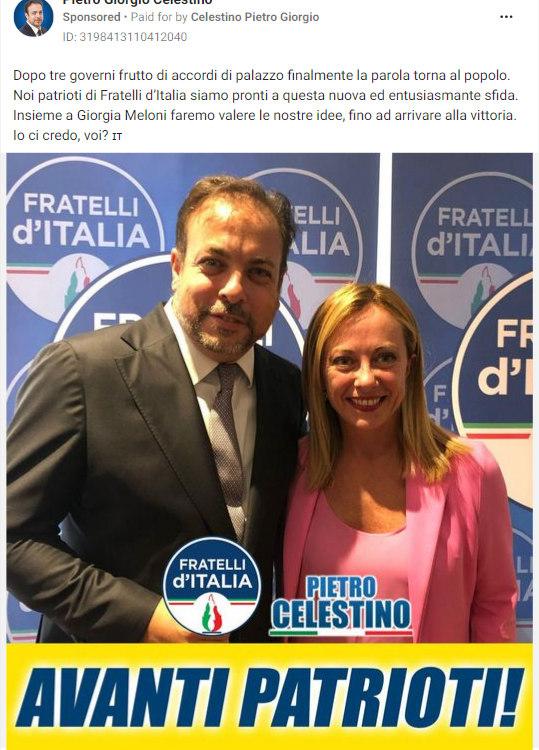 Pietro Giorgio Celestino
Sponsored • Paid for by Celestino Pietro Giorgio
ID: 3198413110412040
Dopo tre governi frutto di accordi di palazzo finalmente la parola torna al popolo.
Noi patrioti di Fratelli d'Italia siamo pronti a questa nuova ed entusiasmante sfida.
Insieme a Giorgia Meloni faremo valere le nostre idee, fino ad arrivare alla vittoria.
Io ci credo, voi? IT
FRATELLI
d'ITALIA
ELLI
ALIA
FRATELLI
d'ITALIA
FR
d'I
FRATELLI
d'ITALIA
PIETRO
CELESTINO
AVANTI PATRIOTI!